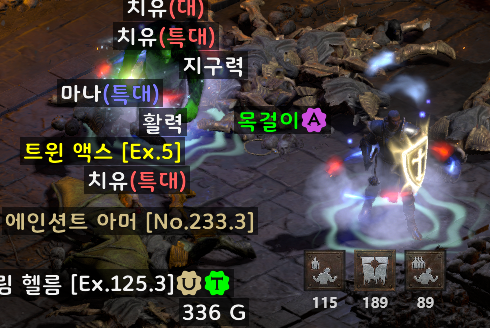 치유(대)
치유(특대)
지구력
마나(특대)
활력
목걸이 A
트윈 액스 [Ex.5]
치유(특대)
에인션트 아머 [No.233.3]
림 헬름 [Ex.125.3] U T
336 G
115 189 89